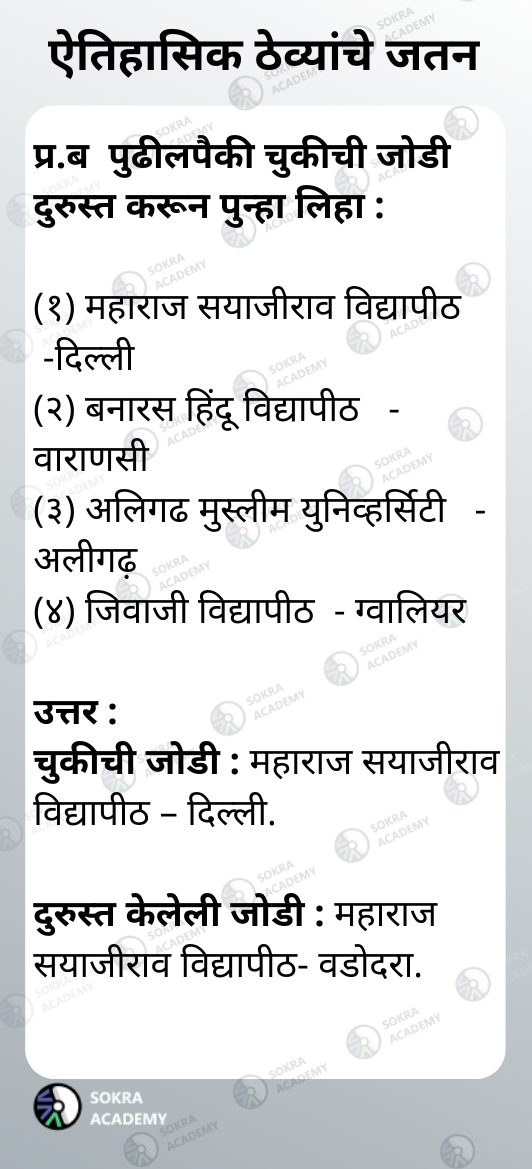 ऐतिहासिक ठेव्यांचे जतन
प्र.ब पुढीलपैकी चुकीची जोडी
दुरुस्त करून पुन्हा लिहा :
(१) महाराज सयाजीराव विद्यापीठ
-दिल्ली
(२) बनारस हिंदू विद्यापीठ -
वाराणसी
(३) अलिगढ मुस्लीम युनिव्हर्सिटी -
अलीगढ़
(४) जिवाजी विद्यापीठ - ग्वालियर
उत्तर :
चुकीची जोडी : महाराज सयाजीराव
विद्यापीठ – दिल्ली.
दुरुस्त केलेली जोडी : महाराज
सयाजीराव विद्यापीठ- वडोदरा.
SOKRA
ACADEMY